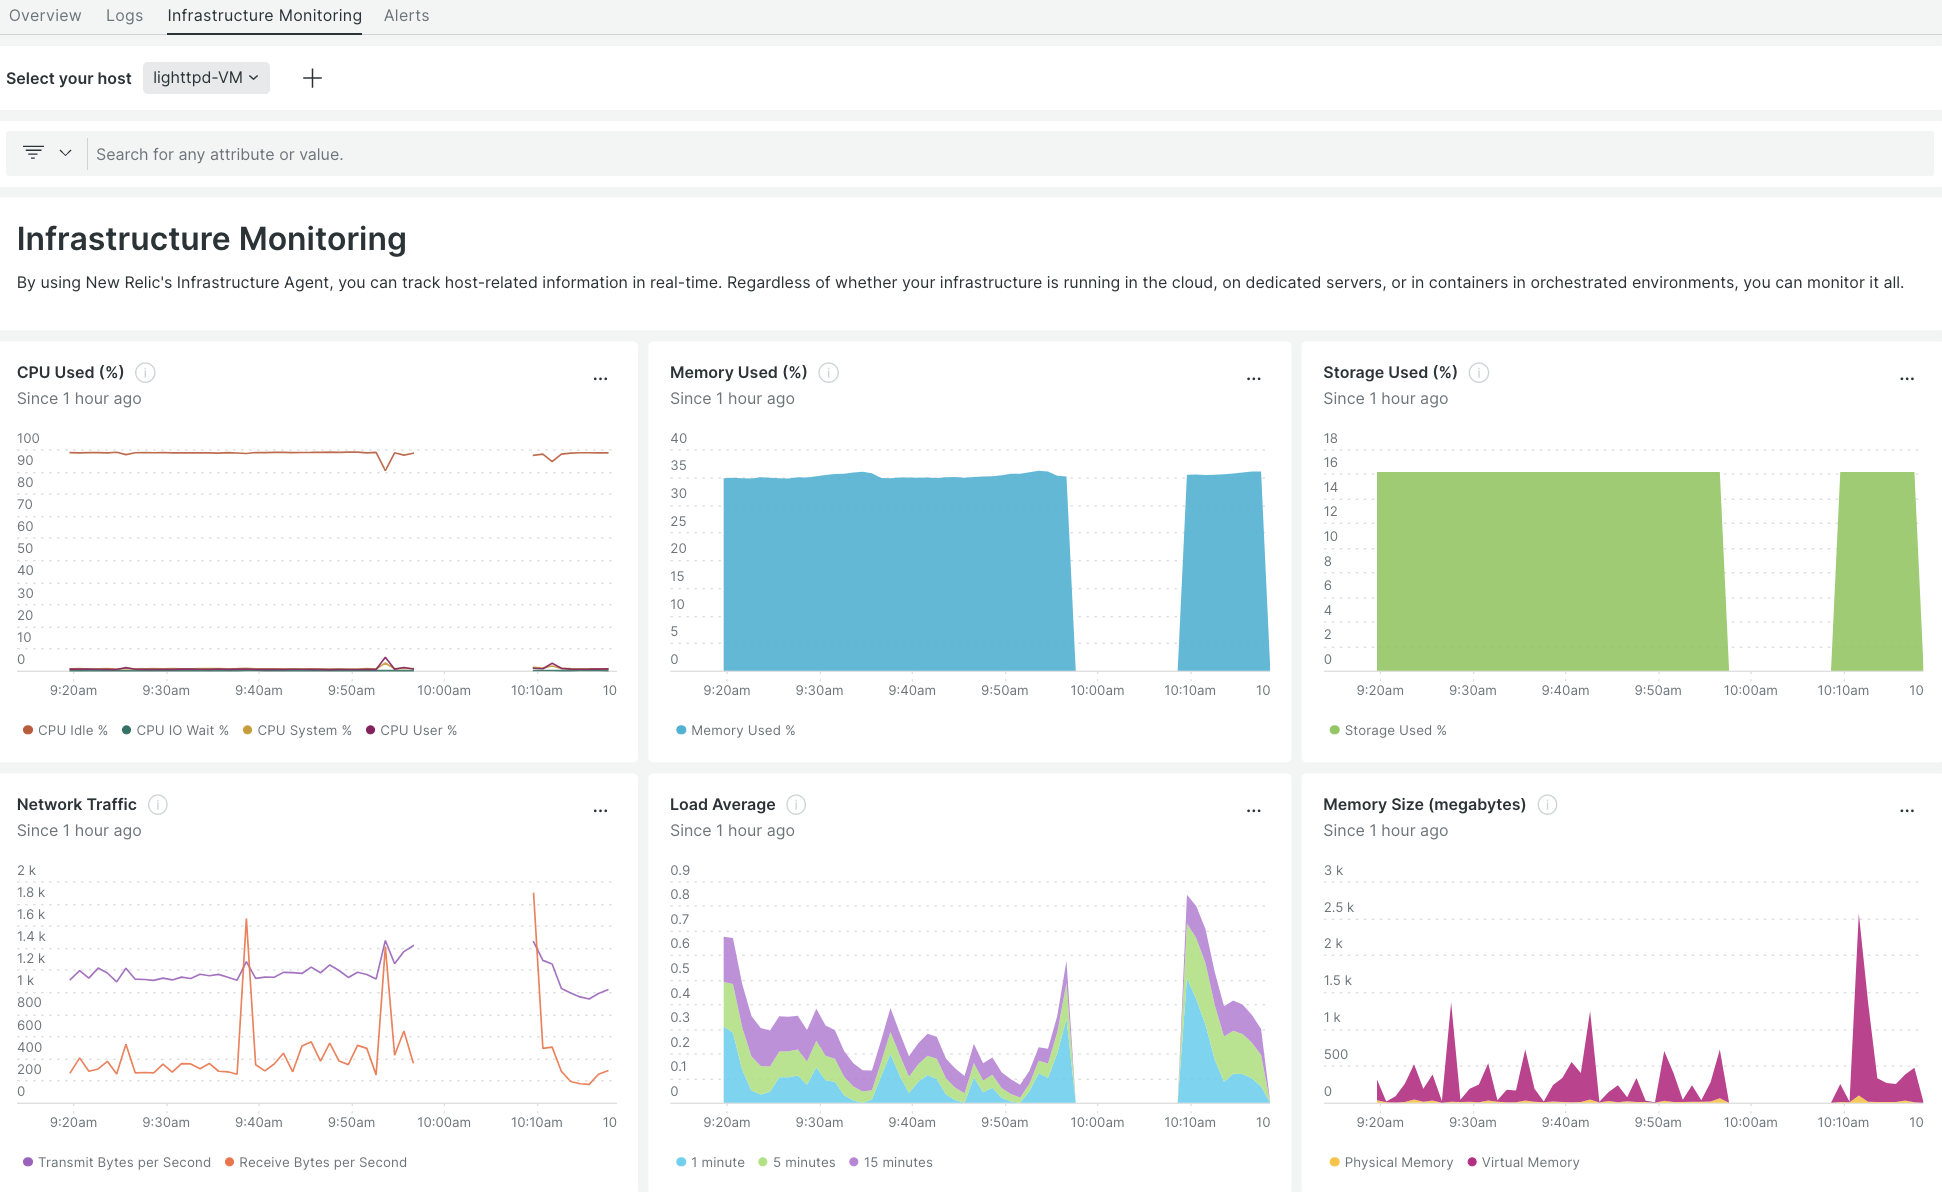 Overview Logs Infrastructure Monitoring Alerts
Select your host lighttpd-VM
Search for any attribute or value.
Infrastructure Monitoring
By using New Relic's Infrastructure Agent, you can track host-related information in real-time. Regardless of whether your infrastructure is running in the cloud, on dedicated servers, or in containers in orchestrated environments, you can monitor it all.
CPU Used (%)
Since 1 hour ago
100
90
80
70
60
50
40
30
20
10
0
9:20am 9:30am 9:40am 9:50am 10:00am 10:10am 10
CPU Idle % CPU IO Wait % CPU System % CPU User %
Memory Used (%)
Since 1 hour ago
40
35
30
25
20
15
10
5
0
9:20am 9:30am 9:40am 9:50am 10:00am 10:10am 10
Memory Used %
Storage Used (%)
Since 1 hour ago
18
16
14
12
10
8
6
4
2
0
9:20am 9:30am 9:40am 9:50am 10:00am 10:10am 10
Storage Used %
Network Traffic
Since 1 hour ago
2 k
1.8 k
1.6 k
1.4 k
1.2 k
1 k
800
600
400
200
0
9:20am 9:30am 9:40am 9:50am 10:00am 10:10am 10
Transmit Bytes per Second Receive Bytes per Second
Load Average
Since 1 hour ago
0.9
0.8
0.7
0.6
0.5
0.4
0.3
0.2
0.1
0
9:20am 9:30am 9:40am 9:50am 10:00am 10:10am 10
1 minute 5 minutes 15 minutes
Memory Size (megabytes)
Since 1 hour ago
3 k
2.5 k
2 k
1.5 k
1 k
500
0
9:20am 9:30am 9:40am 9:50am 10:00am 10:10am 10
Physical Memory Virtual Memory